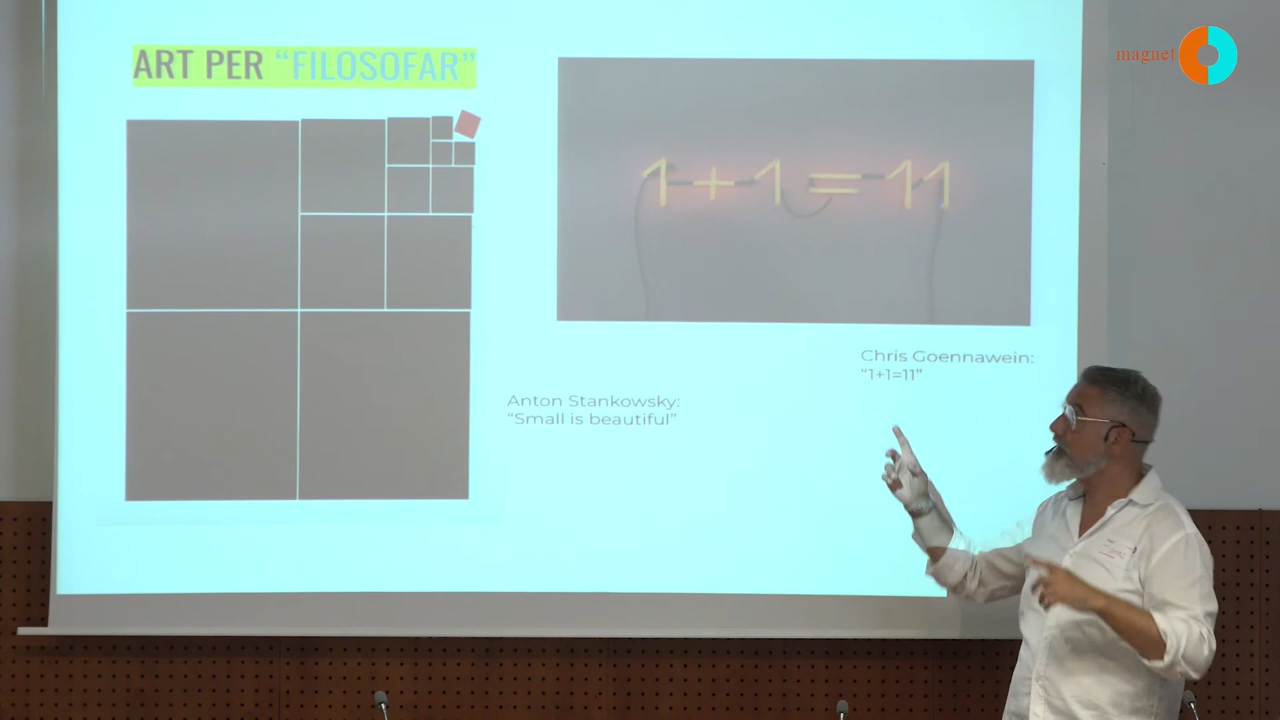 ART PER “FILOSOFAR”
magnet
1+1=11
Chris Goennawein:
“1+1=11”
Anton Stankowsky:
“Small is beautiful”